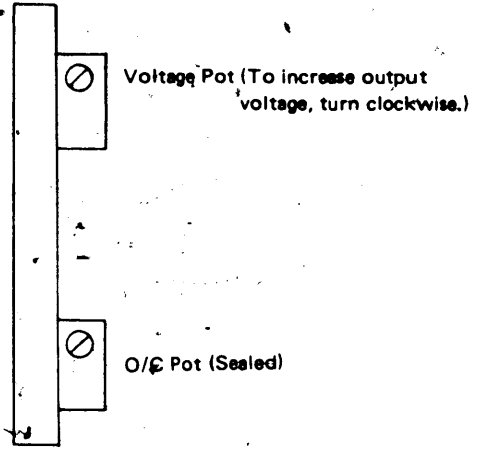 Voltage Pot (To increase output
voltage, turn clockwise.)
O/C Pot (Sealed)